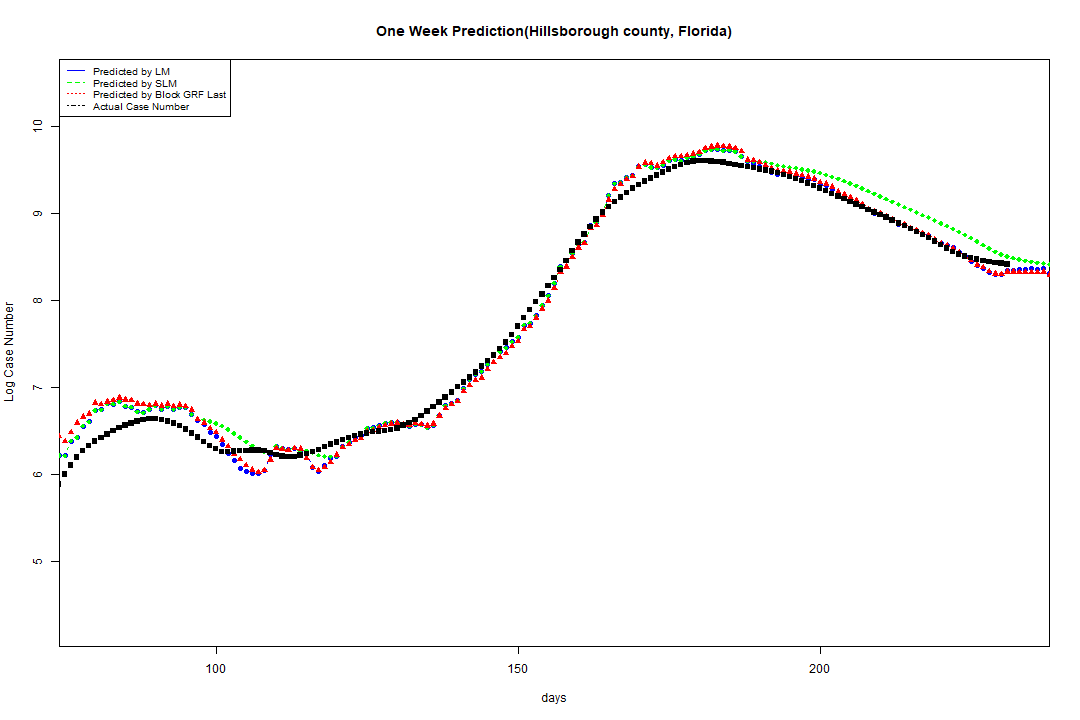 One Week Prediction(Hillsborough county, Florida)
Predicted by LM
Predicted by SLM
Predicted by Block GRF Last
Actual Case Number
Log Case Number
10
9
8
7
6
5
100 150 200
days